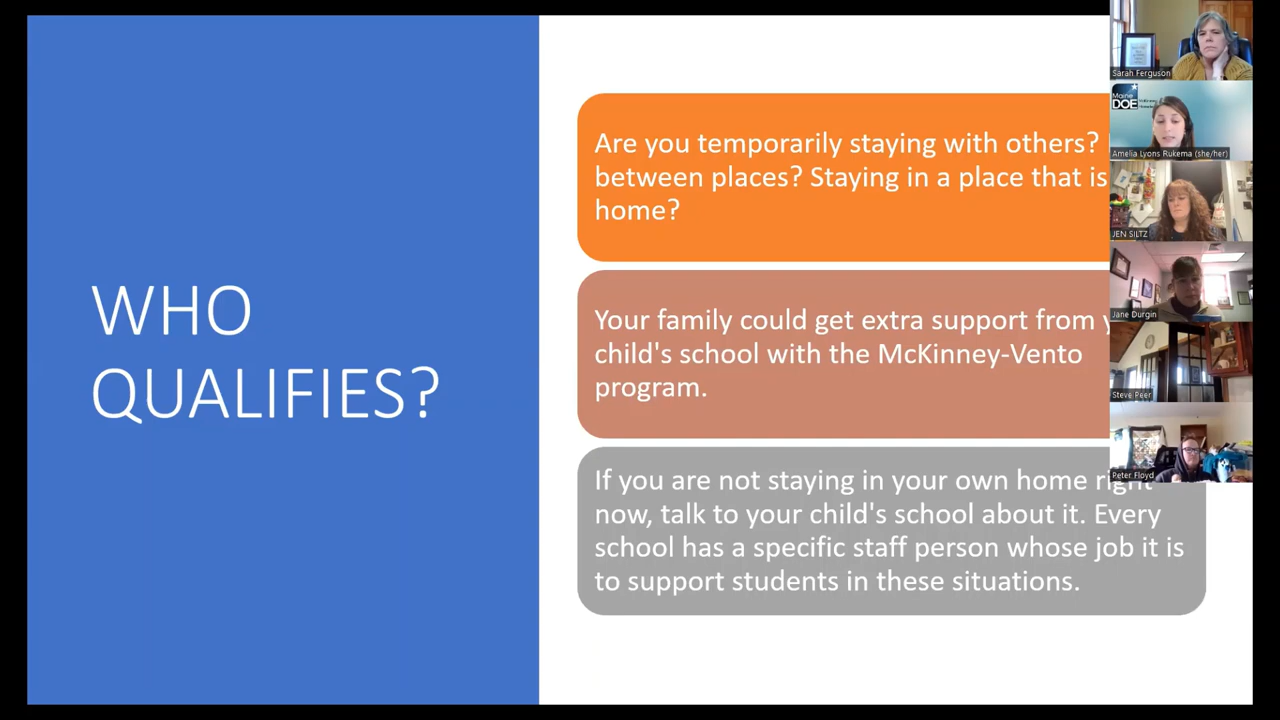 WHO
QUALIFIES?
Are you temporarily staying with others?
between places? Staying in a place that is
home?
Your family could get extra support from
child's school with the McKinney-Vento
program.
If you are not staying in your own home right
now, talk to your child's school about it. Every
school has a specific staff person whose job it is
to support students in these situations.
Sarah Ferguson
Maine
DOE
Amelia Lyons Rukema (she/her)
JEN SILTZ
Jane Durgin
Steve Peer
Peter Floyd